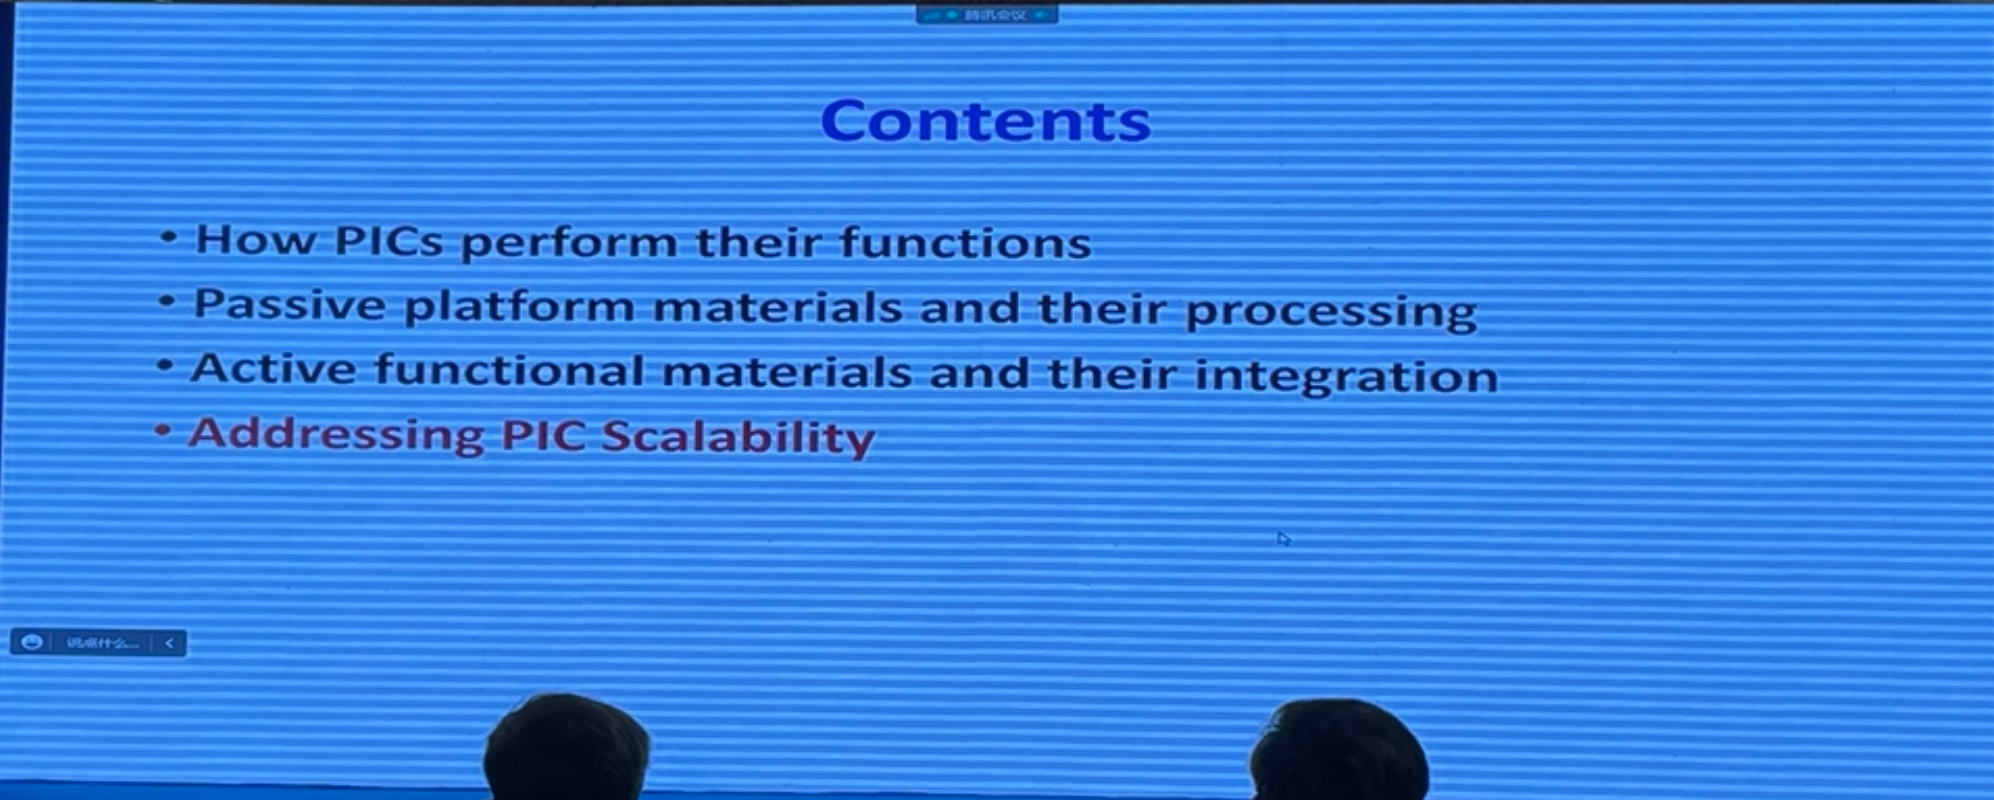 腾讯会议
Contents
• How PICs perform their functions
• Passive platform materials and their processing
• Active functional materials and their integration
• Addressing PIC Scalability
说点什么...